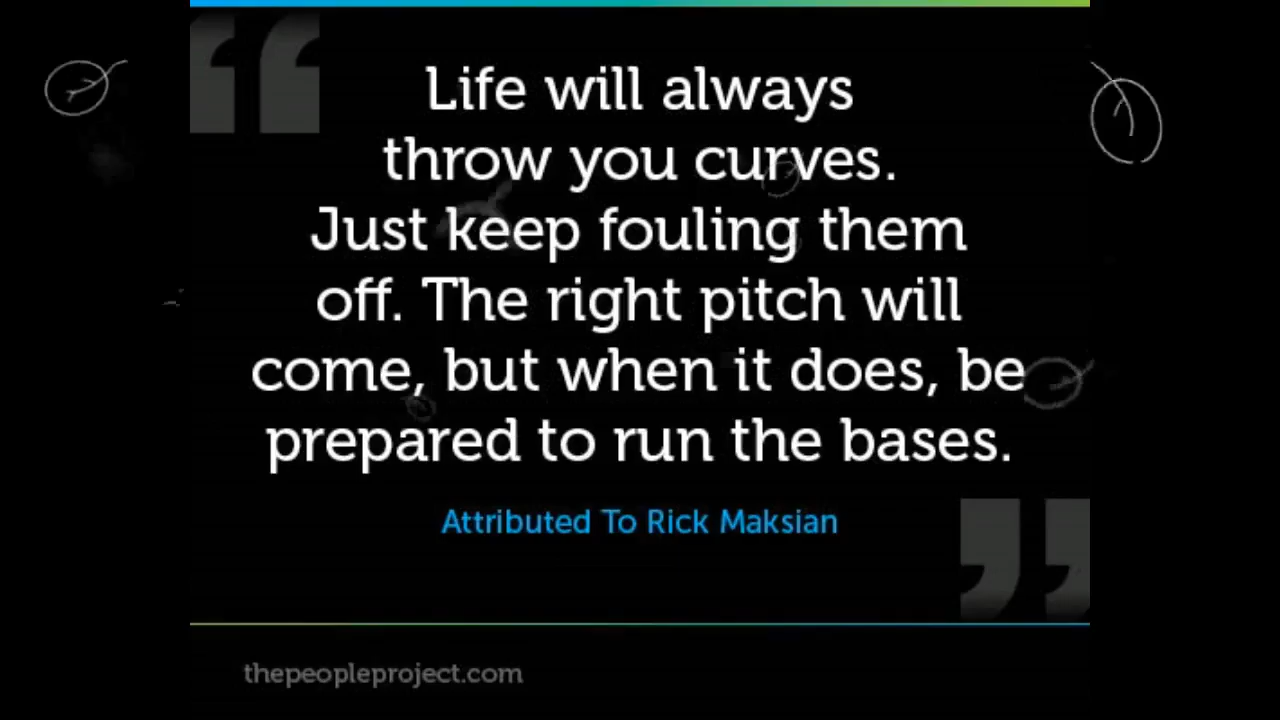 Life will always
throw you curves.
Just keep fouling them
off. The right pitch will
come, but when it does, be
prepared to run the bases.
Attributed To Rick Maksian
thepeopleproject.com